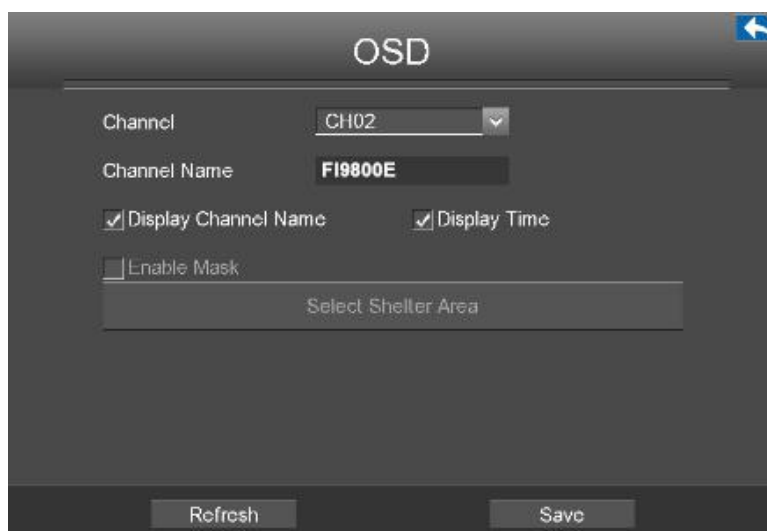 OSD
Channel CH02
Channel Name FI9800E
Display Channel Name Display Time
Enable Mask
Select Shelter Area
Refresh Save